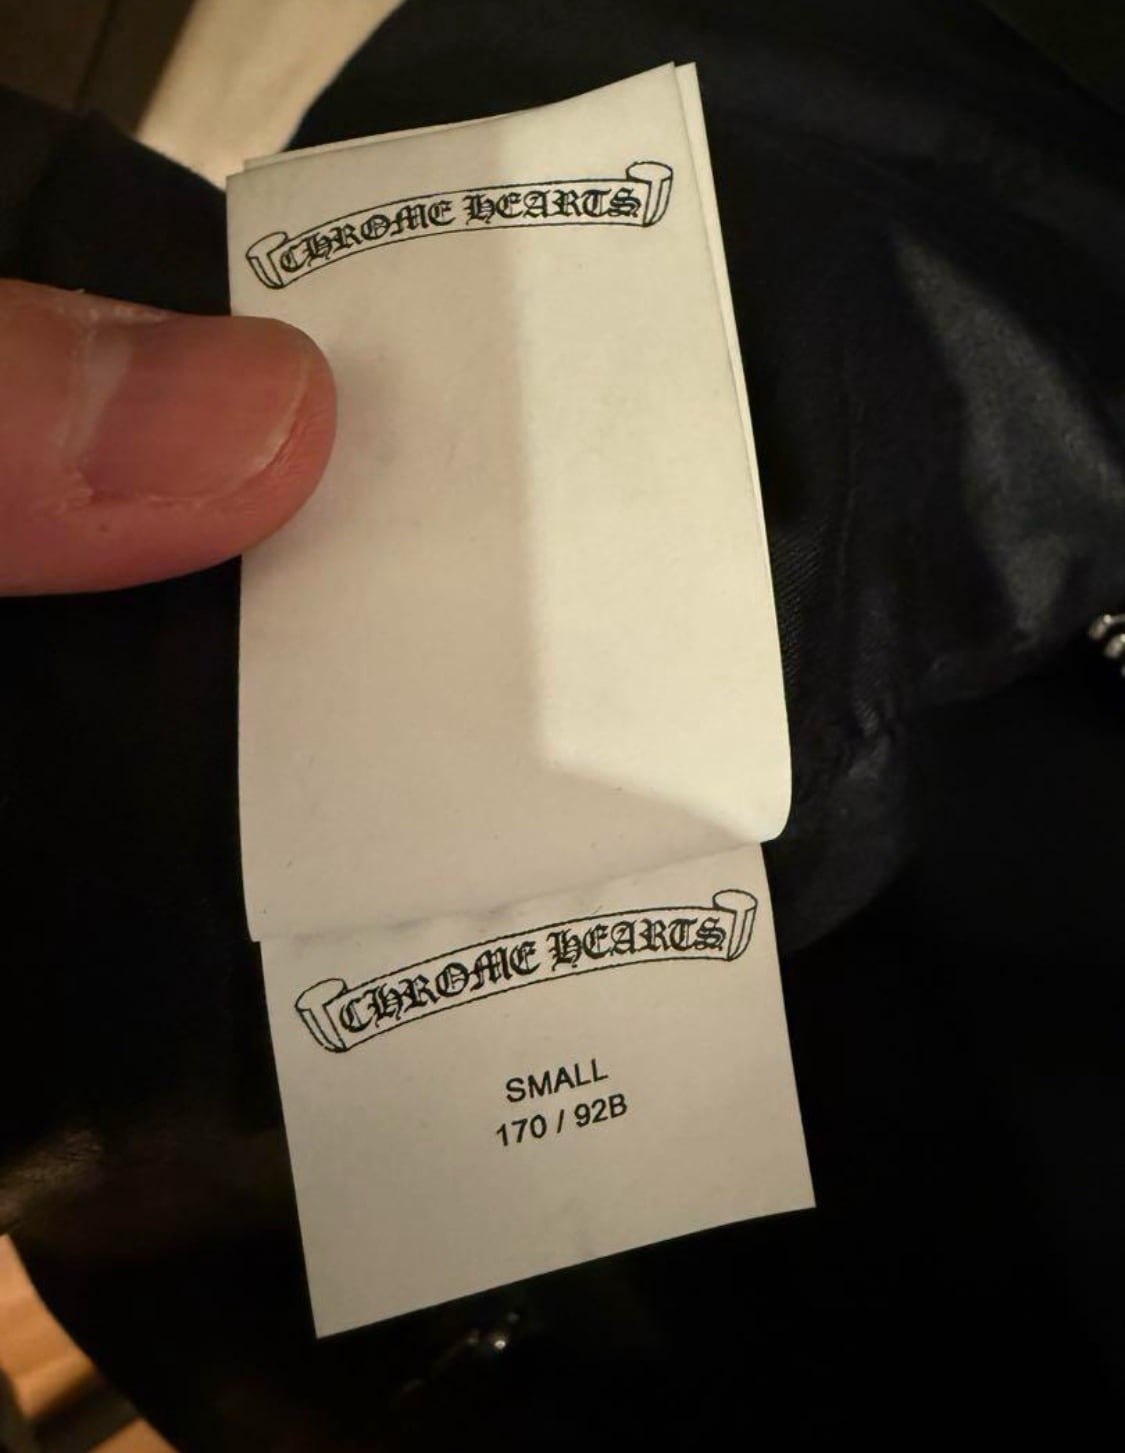 CHROME HEARTS
CHROME HEARTS
SMALL
170 / 92B